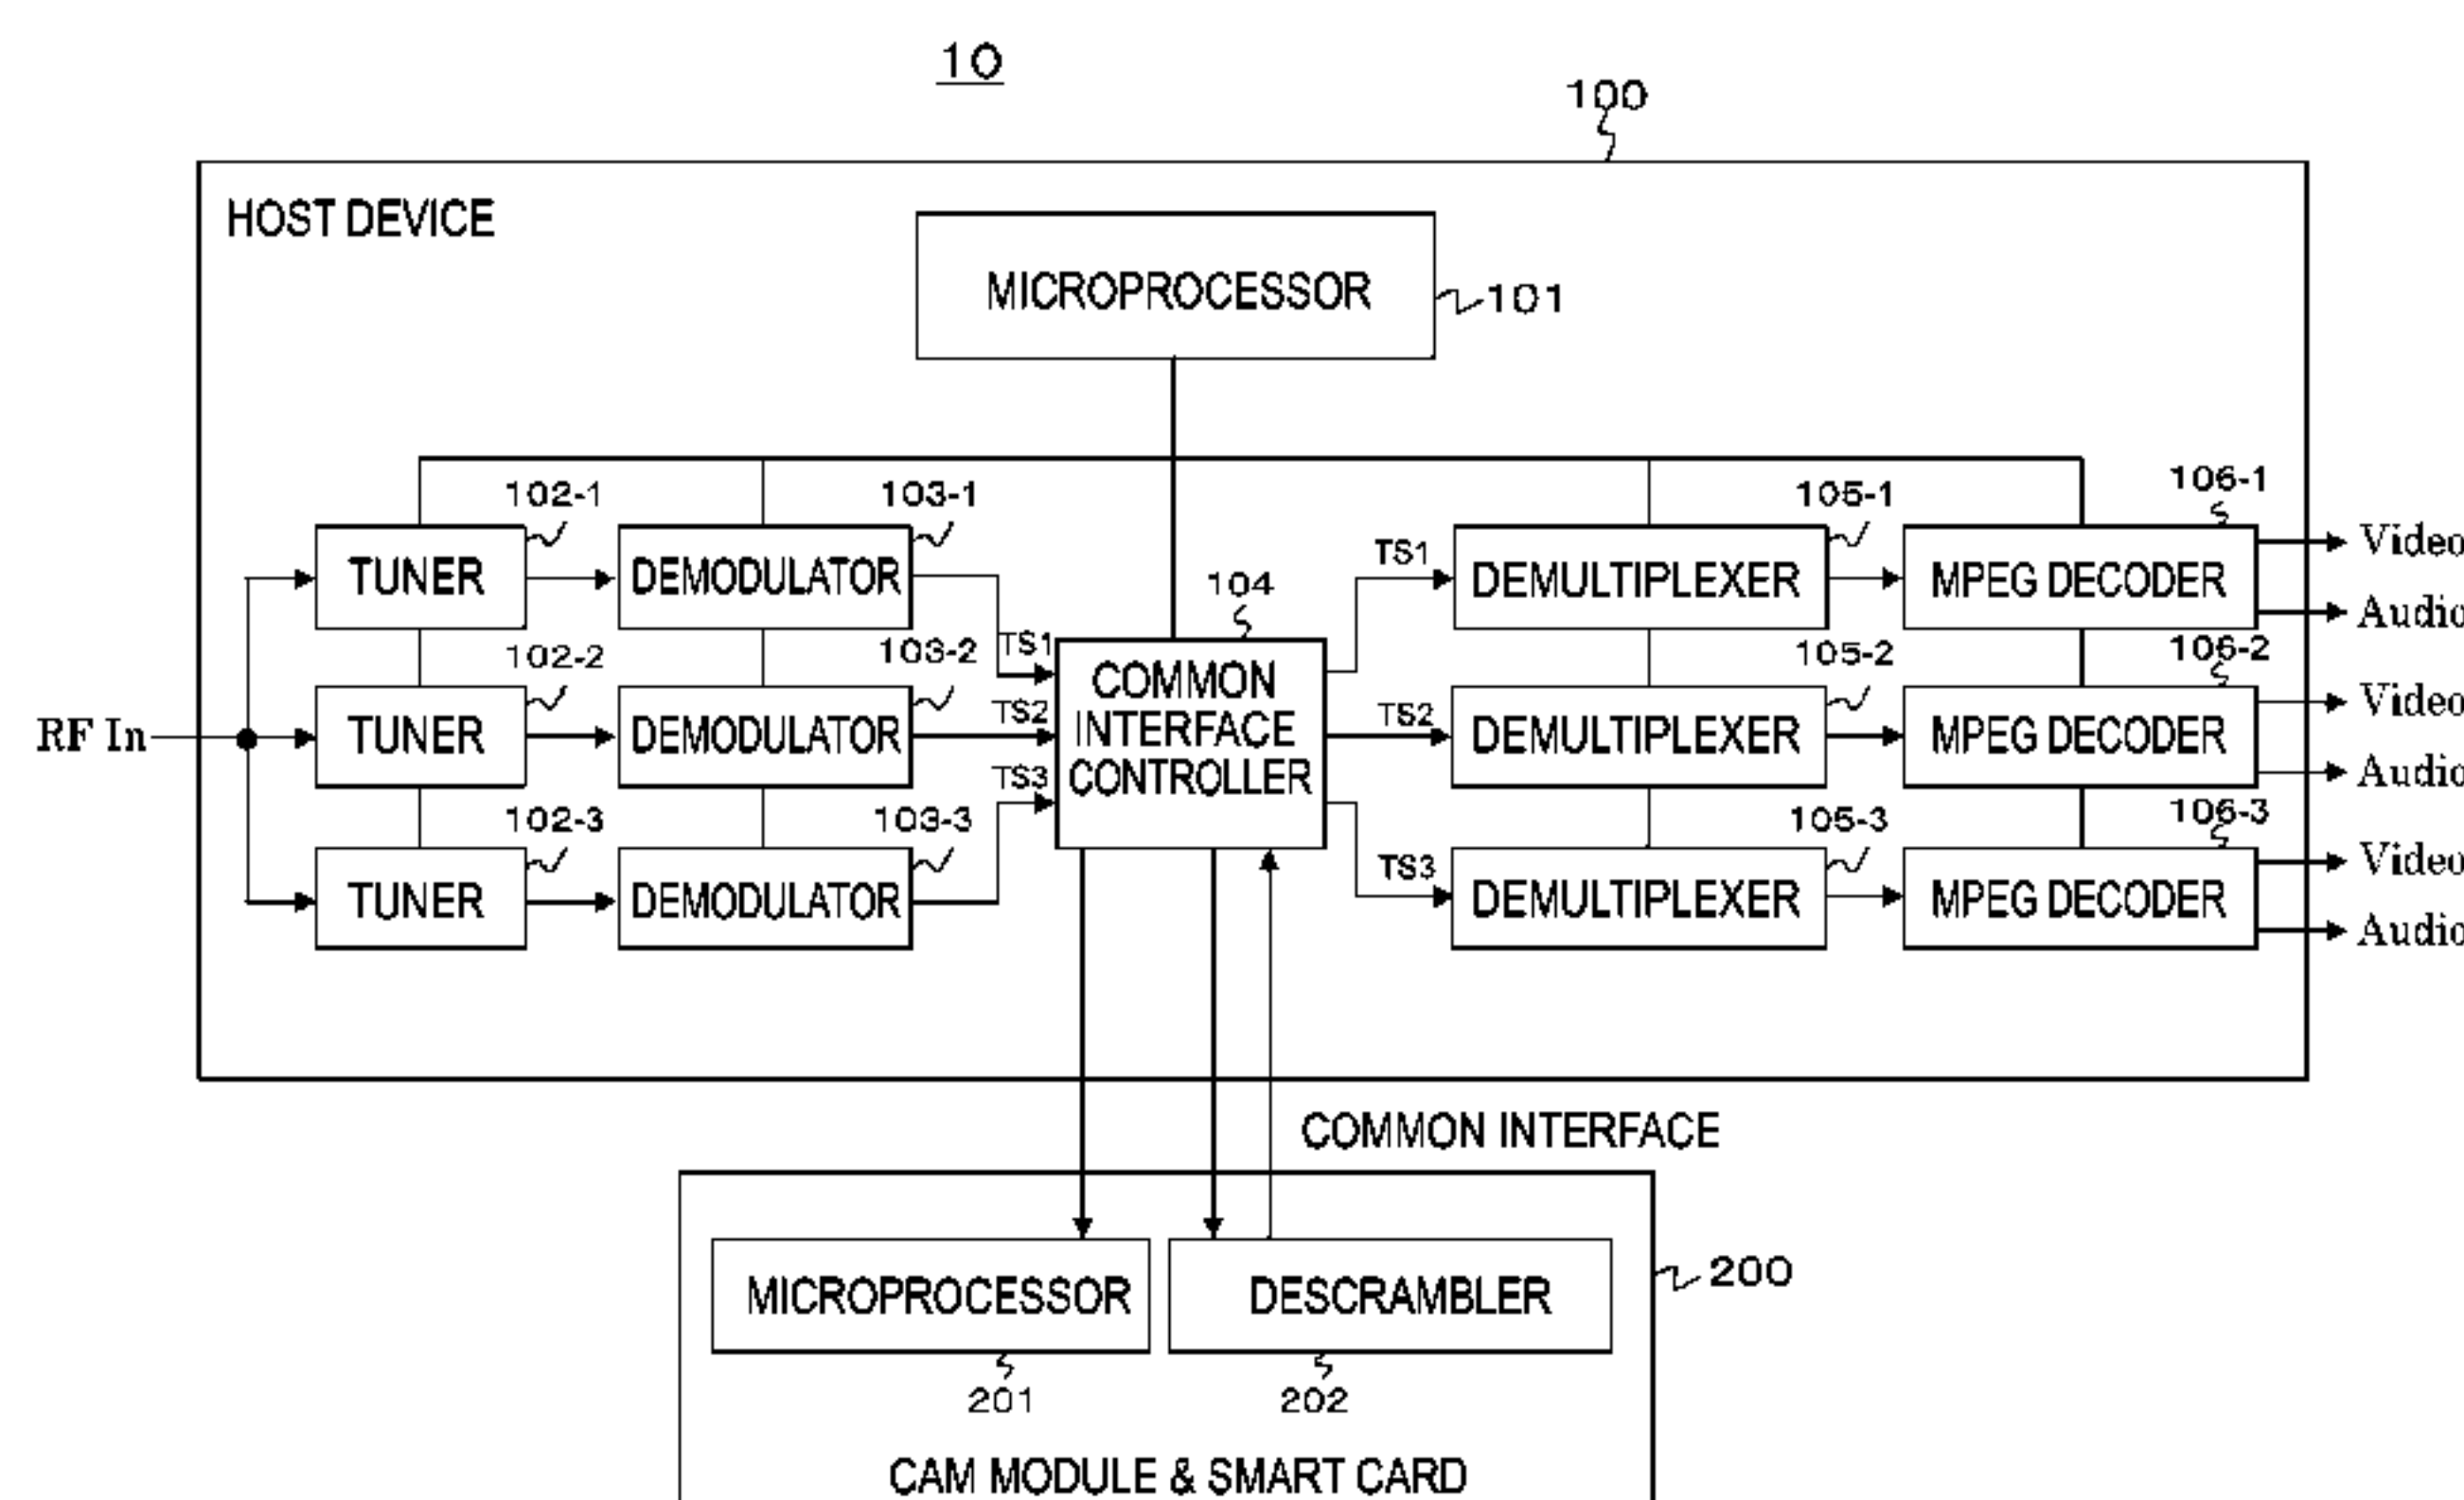 10
100
HOST DEVICE
MICROPROCESSOR
101
102-1
103-1
105-1
106-1
TUNER
DEMODULATOR
TS1
104
TS1
DEMULTIPLEXER
MPEG DECODER
Video
Audio
102-2
103-2
105-2
106-2
RF In
TUNER
DEMODULATOR
TS2
COMMON
INTERFACE
CONTROLLER
TS2
DEMULTIPLEXER
MPEG DECODER
Video
Audio
TS3
102-3
103-3
105-3
106-3
TUNER
DEMODULATOR
TS3
DEMULTIPLEXER
MPEG DECODER
Video
Audio
COMMON INTERFACE
MICROPROCESSOR
DESCRAMBLER
200
201
202
CAM MODULE & SMART CARD